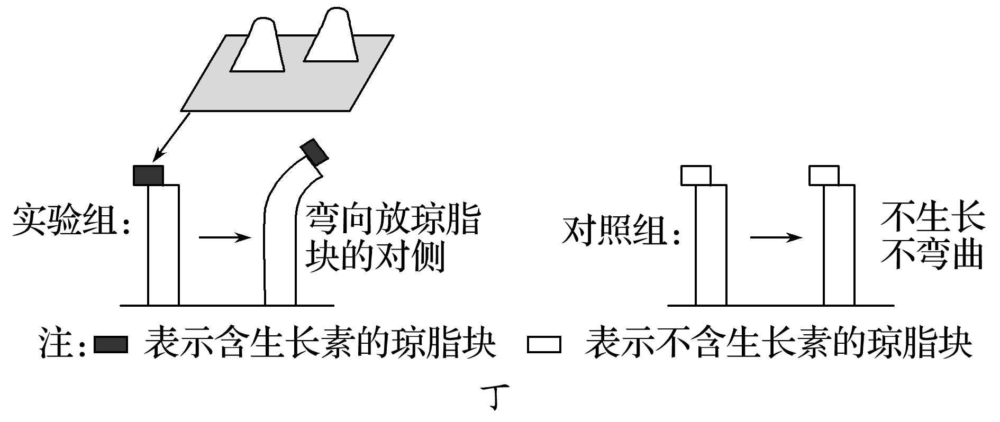 实验组：
弯向放琼脂
块的对侧
对照组：
不生长
不弯曲
注： 表示含生长素的琼脂块 表示不含生长素的琼脂块
丁